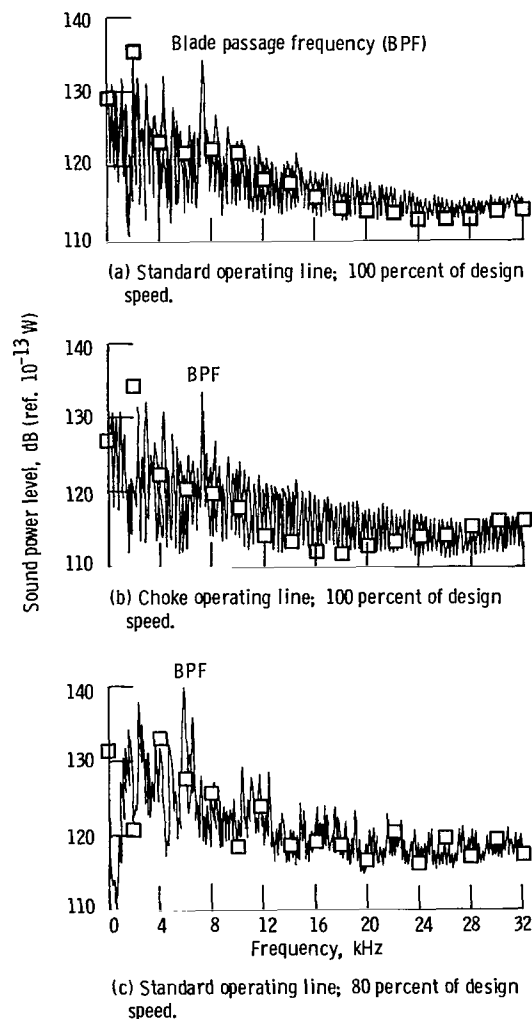 140
Blade passage frequency (BPF)
130
120
110
(a) Standard operating line; 100 percent of design
speed.
Sound power level, dB (ref. 10⁻¹³ W)
140
BPF
130
120
110
(b) Choke operating line; 100 percent of design
speed.
BPF
140
130
120
110
0 4 8 12 16 20 24 28 32
Frequency, kHz
(c) Standard operating line; 80 percent of design
speed.